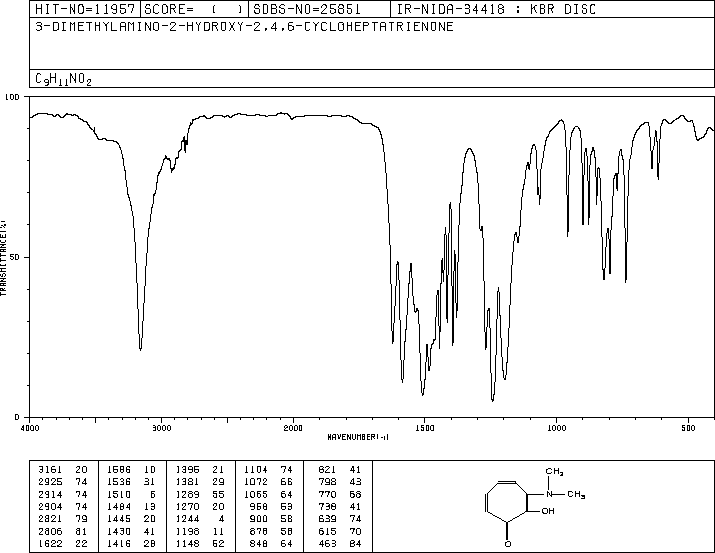 HIT-NO=11957 SCORE= ( ) SDBS-NO=25851 IR-NIDA-34418 : KBR DISC
3-DIMETHYLAMINO-2-HYDROXY-2,4,6-CYCLOHEPTATRIENONE
C9H11NO2
100
50
0
TRANSMITTANCE(%)
4000 3000 2000 1500 1000 500
WAVENUMBER(-1)
3161 20 1586 10 1395 21 1104 74 821 41
2925 74 1536 31 1381 29 1072 66 798 43
2914 74 1510 6 1289 55 1065 64 770 68
2904 74 1484 13 1270 20 958 53 738 41
2821 79 1445 20 1244 4 900 58 639 74
2806 81 1430 41 1198 11 878 58 615 70
1622 22 1416 28 1148 52 848 64 463 84
CH3
N
CH3
OH
O